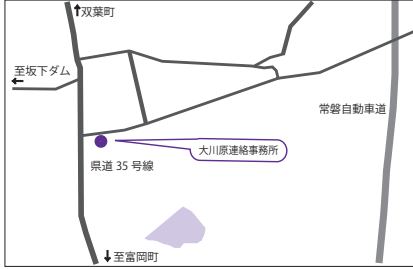 双葉町
至坂下ダム
常磐自動車道
大川原連絡事務所
県道 35 号線
至富岡町